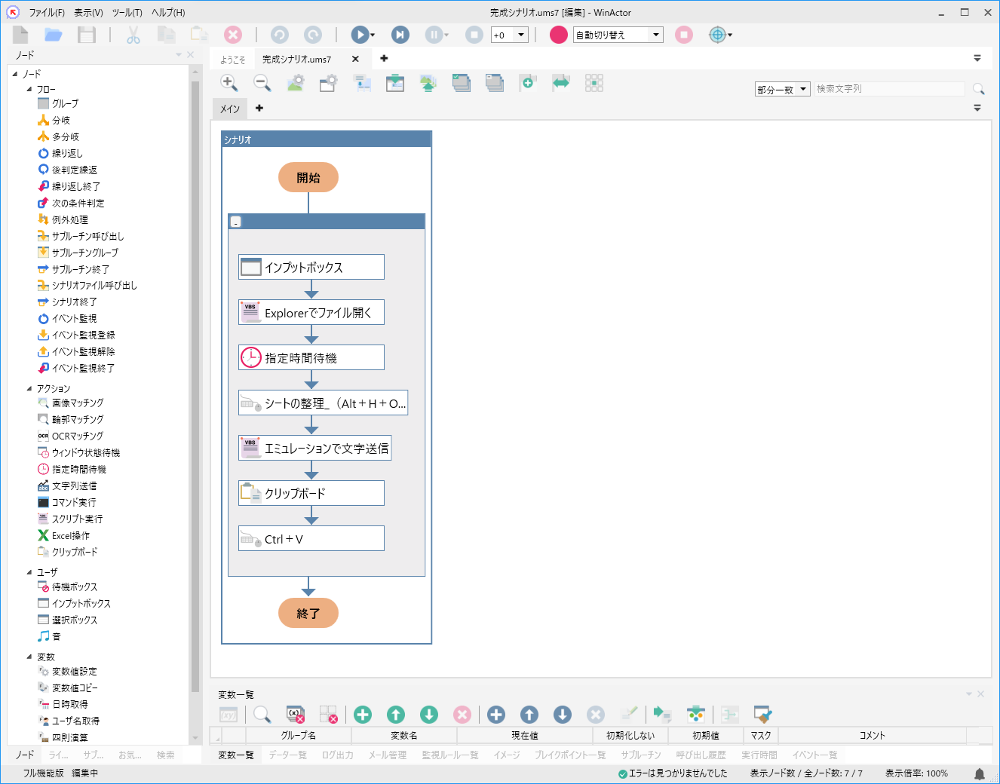 ファイル(F) 表示(V) ツール(T) ヘルプ(H)
完成シナリオ.ums7 [編集] - WinActor
+0
自動切り替え
ノード
ノード
フロー
グループ
分岐
多分岐
繰り返し
後判定繰返
繰り返し終了
次の条件判定
例外処理
サブルーチン呼び出し
サブルーチングループ
サブルーチン終了
シナリオファイル呼び出し
シナリオ終了
イベント監視
イベント監視登録
イベント監視解除
イベント監視終了
アクション
画像マッチング
輪郭マッチング
OCR OCRマッチング
ウィンドウ状態待機
指定時間待機
abc 文字列送信
コマンド実行
VBS スクリプト実行
Excel操作
クリップボード
ユーザ
待機ボックス
インプットボックス
選択ボックス
音
変数
変数値設定
変数値コピー
日時取得
ユーザ名取得
四則演算
ノード ライ... サブ... お気... 検索
ようこそ 完成シナリオ.ums7
部分一致 検索文字列
メイン
シナリオ
開始
-
インプットボックス
VBS Explorerでファイル開く
指定時間待機
シートの整理_（Alt＋H＋O...
VBS エミュレーションで文字送信
クリップボード
Ctrl＋V
終了
変数一覧
(xy) (x)
グループ名 変数名 現在値 初期化しない 初期値 マスク コメント
変数一覧 データ一覧 ログ出力 メール管理 監視ルール一覧 イメージ ブレイクポイント一覧 サブルーチン 呼び出し履歴 実行時間 イベント一覧
フル機能版 編集中
エラーは見つかりませんでした 表示ノード数 / 全ノード数: 7 / 7 表示倍率: 100%